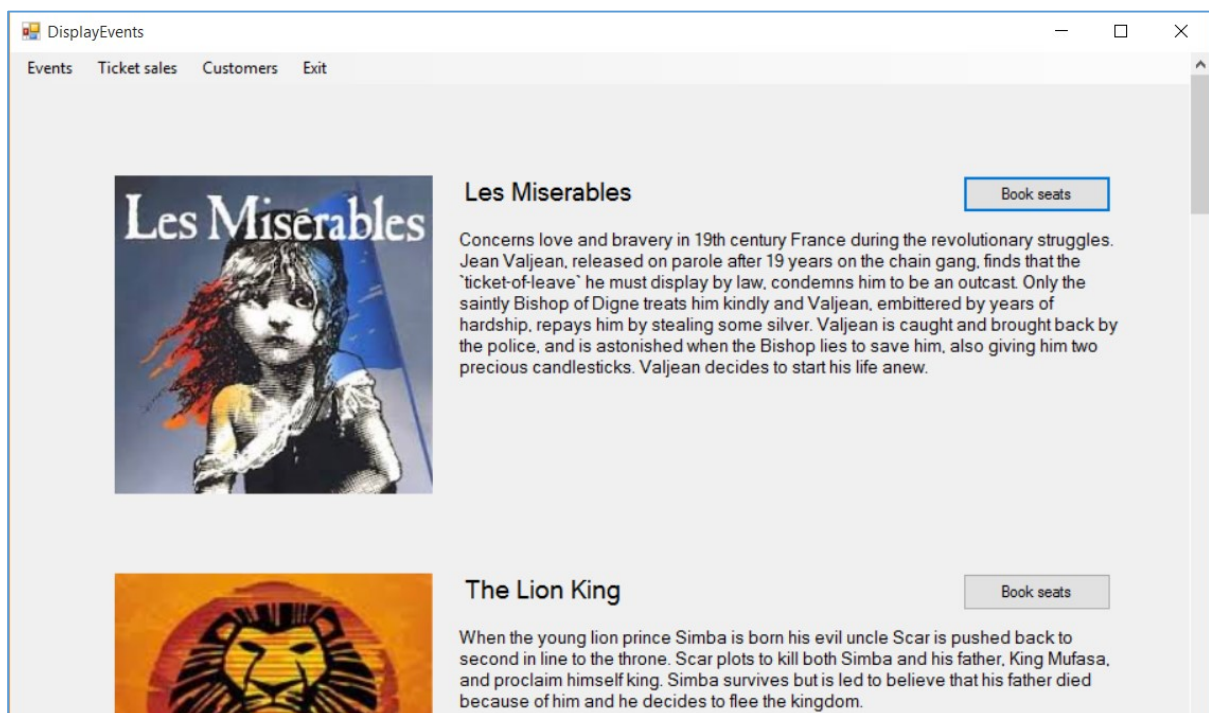 DisplayEvents
Events Ticket sales Customers Exit
Les Misérables
Les Miserables
Book seats
Concerns love and bravery in 19th century France during the revolutionary struggles.
Jean Valjean, released on parole after 19 years on the chain gang, finds that the
`ticket-of-leave` he must display by law, condemns him to be an outcast. Only the
saintly Bishop of Digne treats him kindly and Valjean, embittered by years of
hardship, repays him by stealing some silver. Valjean is caught and brought back by
the police, and is astonished when the Bishop lies to save him, also giving him two
precious candlesticks. Valjean decides to start his life anew.
The Lion King
Book seats
When the young lion prince Simba is born his evil uncle Scar is pushed back to
second in line to the throne. Scar plots to kill both Simba and his father, King Mufasa,
and proclaim himself king. Simba survives but is led to believe that his father died
because of him and he decides to flee the kingdom.